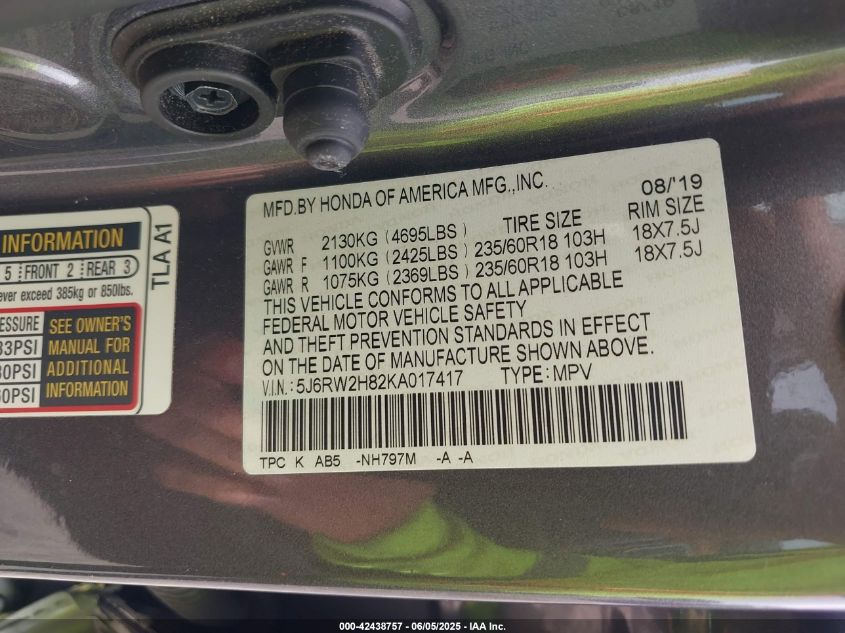 MFD.BY HONDA OF AMERICA MFG.,INC. 08/'19
GVWR 2130KG (4695LBS) TIRE SIZE RIM SIZE
GAWR F 1100KG (2425LBS) 235/60R18 103H 18X7.5J
GAWR R 1075KG (2369LBS) 235/60R18 103H 18X7.5J
THIS VEHICLE CONFORMS TO ALL APPLICABLE
FEDERAL MOTOR VEHICLE SAFETY
AND THEFT PREVENTION STANDARDS IN EFFECT
ON THE DATE OF MANUFACTURE SHOWN ABOVE.
V.I.N.: 5J6RW2H82KA017417 TYPE: MPV
TPC K AB5 -NH797M -A -A
INFORMATION
5 FRONT 2 REAR 3
exceed 385kg or 850lbs.
SEE OWNER'S
MANUAL FOR
ADDITIONAL
INFORMATION
TLA A1
000-42438757 - 06/05/2025 - IAA Inc.